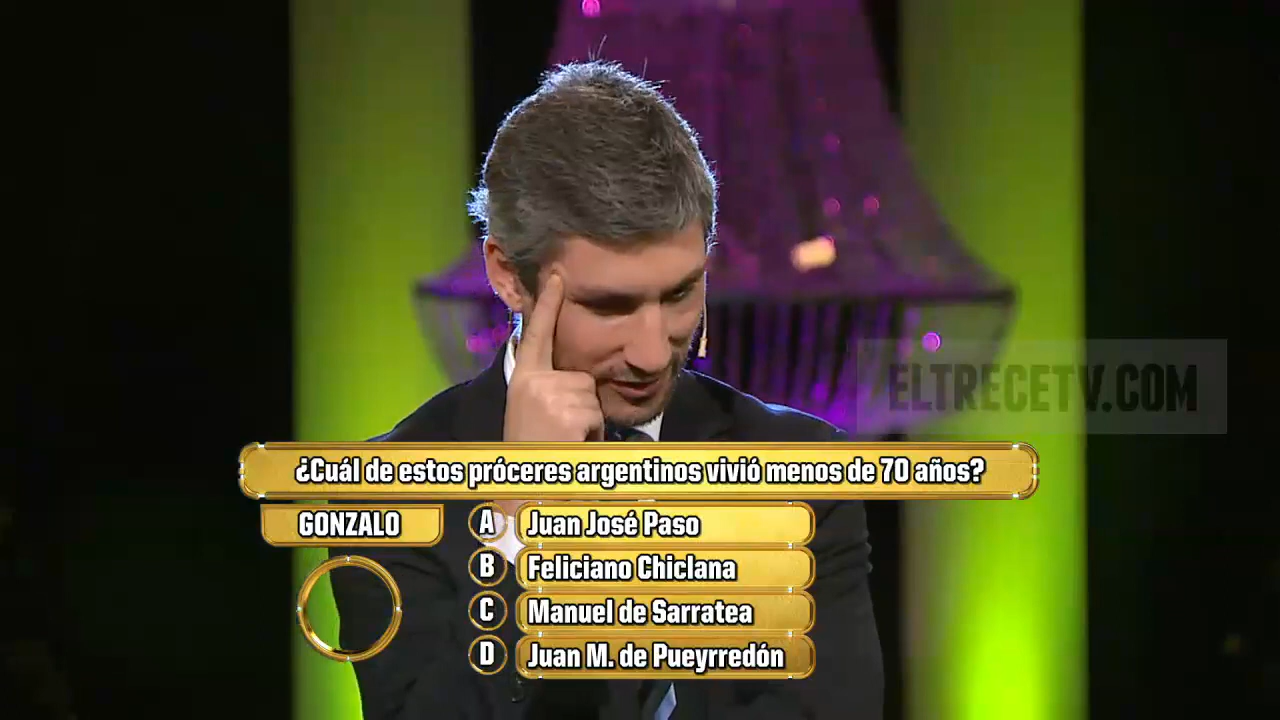 ELTRECETV.COM
¿Cuál de estos próceres argentinos vivió menos de 70 años?
GONZALO
A Juan José Paso
B Feliciano Chiclana
C Manuel de Sarratea
D Juan M. de Pueyrredón